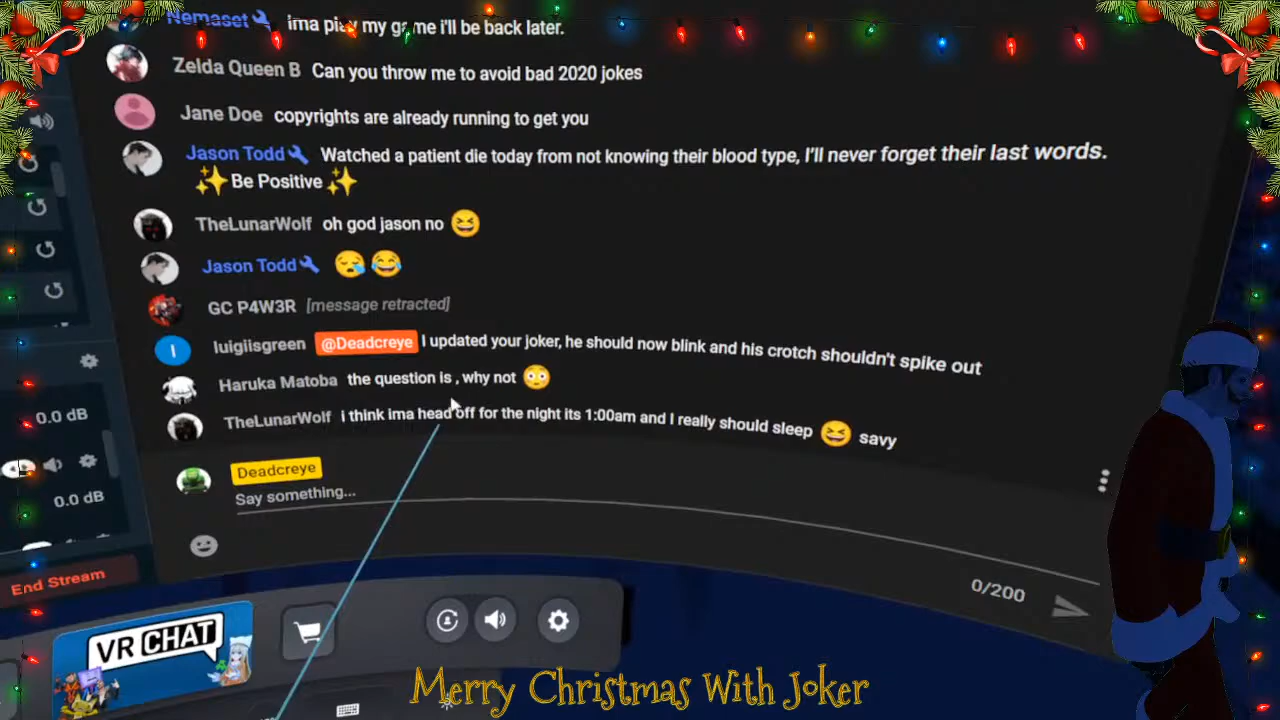 Nemaset ima play my game i'll be back later.
Zelda Queen B Can you throw me to avoid bad 2020 jokes
Jane Doe copyrights are already running to get you
Jason Todd Watched a patient die today from not knowing their blood type, I'll never forget their last words.
✨Be Positive✨
TheLunarWolf oh god jason no 😆
Jason Todd 😪😂
GC P4W3R [message retracted]
luigiisgreen @Deadcreye I updated your joker, he should now blink and his crotch shouldn't spike out
Haruka Matoba the question is , why not 😳
TheLunarWolf i think ima head off for the night its 1:00am and I really should sleep 😆 savy
0.0 dB
Deadcreye
Say something...
0.0 dB
0/200
End Stream
VR CHAT
Merry Christmas With Joker